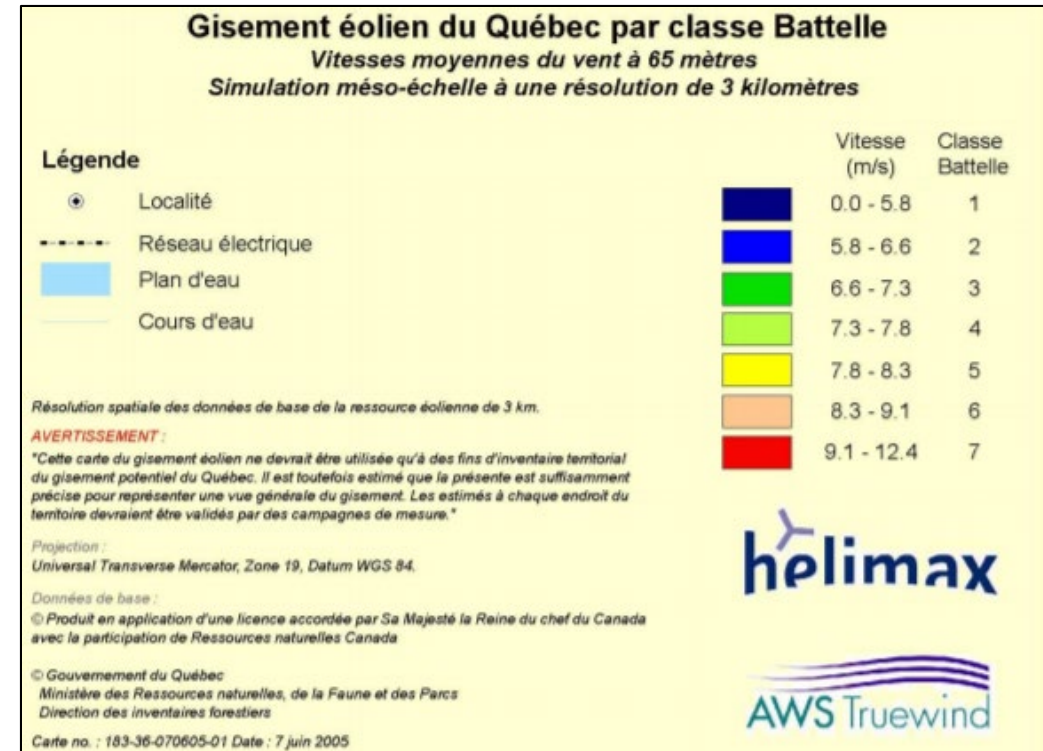 Gisement éolien du Québec par classe Battelle
Vitesses moyennes du vent à 65 mètres
Simulation méso-échelle à une résolution de 3 kilomètres
Légende
Localité
Réseau électrique
Plan d'eau
Cours d'eau
Vitesse Classe
(m/s) Battelle
0.0 - 5.8 1
5.8 - 6.6 2
6.6 - 7.3 3
7.3 - 7.8 4
7.8 - 8.3 5
8.3 - 9.1 6
9.1 - 12.4 7
Résolution spatiale des données de base de la ressource éolienne de 3 km.
AVERTISSEMENT :
"Cette carte du gisement éolien ne devrait être utilisée qu'à des fins d'inventaire territorial
du gisement potentiel du Québec. Il est toutefois estimé que la présente est suffisamment
précise pour représenter une vue générale du gisement. Les estimés à chaque endroit du
territoire devraient être validés par des campagnes de mesure."
Projection :
Universal Transverse Mercator, Zone 19, Datum WGS 84.
Données de base :
© Produit en application d'une licence accordée par Sa Majesté la Reine du chef du Canada
avec la participation de Ressources naturelles Canada
© Gouvernement du Québec
Ministère des Ressources naturelles, de la Faune et des Parcs
Direction des inventaires forestiers
Carte no. : 183-36-070605-01 Date : 7 juin 2005
hélimax
AWS Truewind